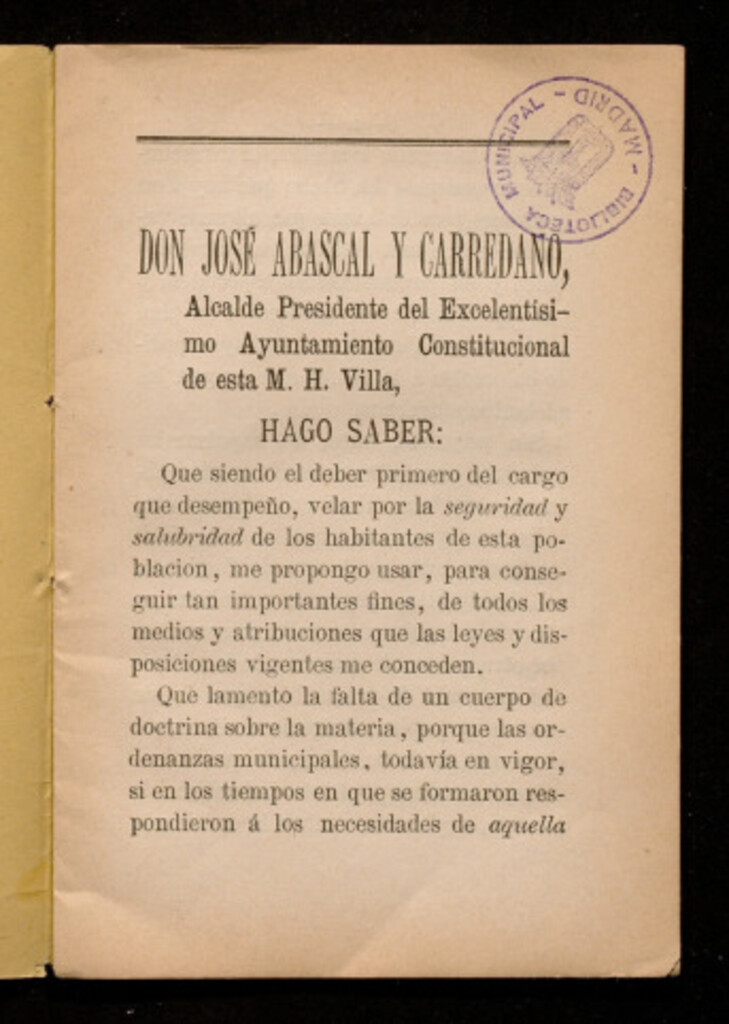 BIBLIOTECA MUNICIPAL - MADRID -
DON JOSÉ ABASCAL Y CARREDANO,
Alcalde Presidente del Excelentísi-
mo Ayuntamiento Constitucional
de esta M. H. Villa,
HAGO SABER:
Que siendo el deber primero del cargo
que desempeño, velar por la seguridad y
salubridad de los habitantes de esta po-
blacion, me propongo usar, para conse-
guir tan importantes fines, de todos los
medios y atribuciones que las leyes y dis-
posiciones vigentes me conceden.
Que lamento la falta de un cuerpo de
doctrina sobre la materia, porque las or-
denanzas municipales, todavía en vigor,
si en los tiempos en que se formaron res-
pondieron á los necesidades de aquella